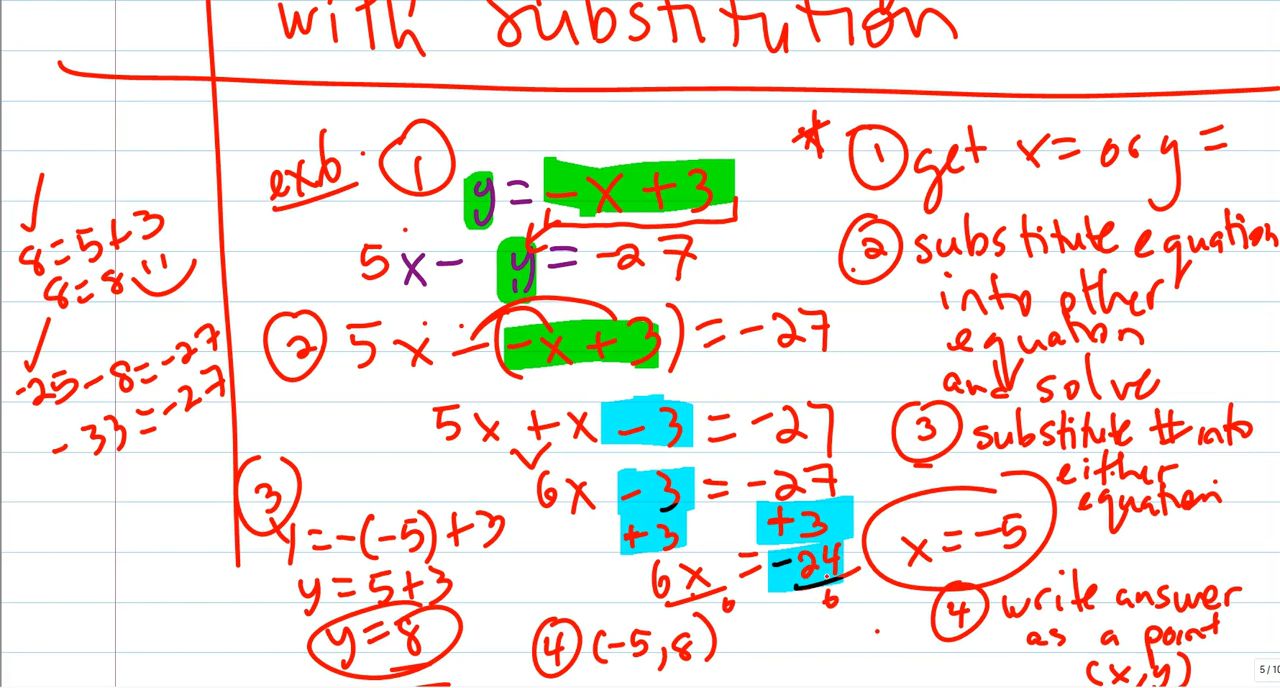 with substitution
ex6. ①
y = -x + 3
5x - y = -27
② 5x - (-x + 3) = -27
5x + x - 3 = -27
6x - 3 = -27
+3 +3
6x = -24
6 6
✓
8 = 5 + 3
8 = 8
✓
-25 - 8 = -27
-33 = -27
③
y = -(-5) + 3
y = 5 + 3
y = 8
④ (-5, 8)
* ① get x = or y =
② substitute equation
into other
equation
and solve
③ substitute # into
either
equation
x = -5
④ write answer
as a point
(x, y)
5 / 10